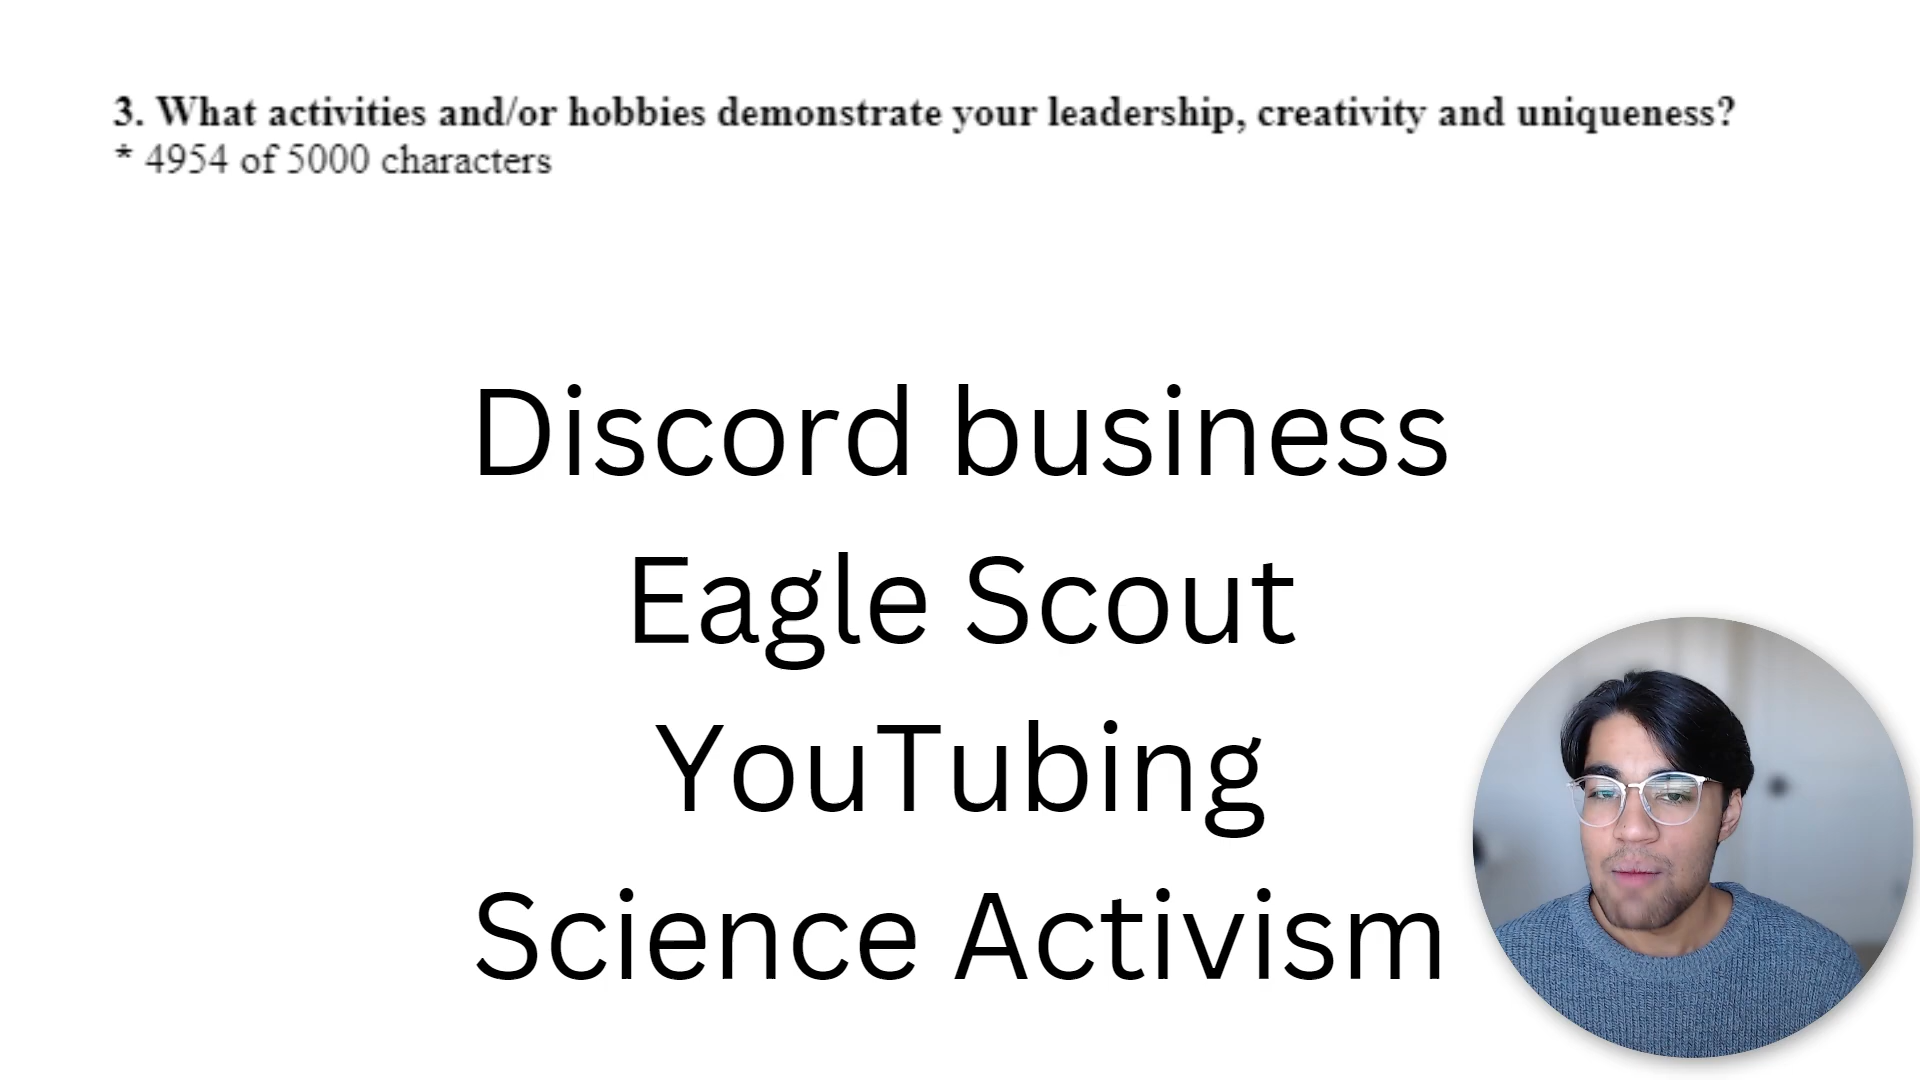 3. What activities and/or hobbies demonstrate your leadership, creativity and uniqueness?
* 4954 of 5000 characters
Discord business
Eagle Scout
YouTubing
Science Activism